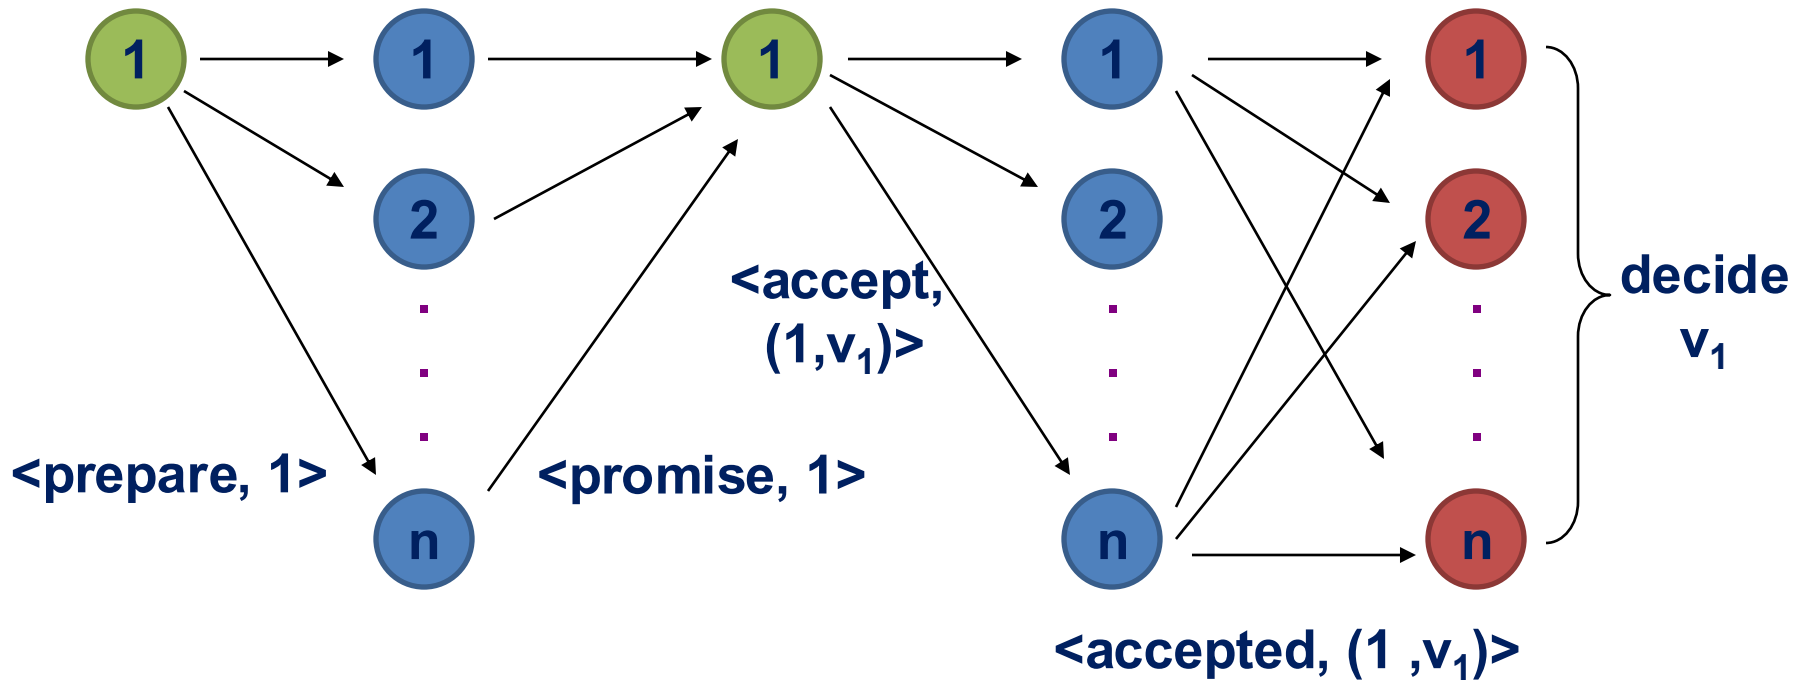 1
1
1
1
1
2
2
2
<accept,
(1,v₁)>
decide
v₁
<prepare, 1>
<promise, 1>
n
n
n
<accepted, (1 ,v₁)>